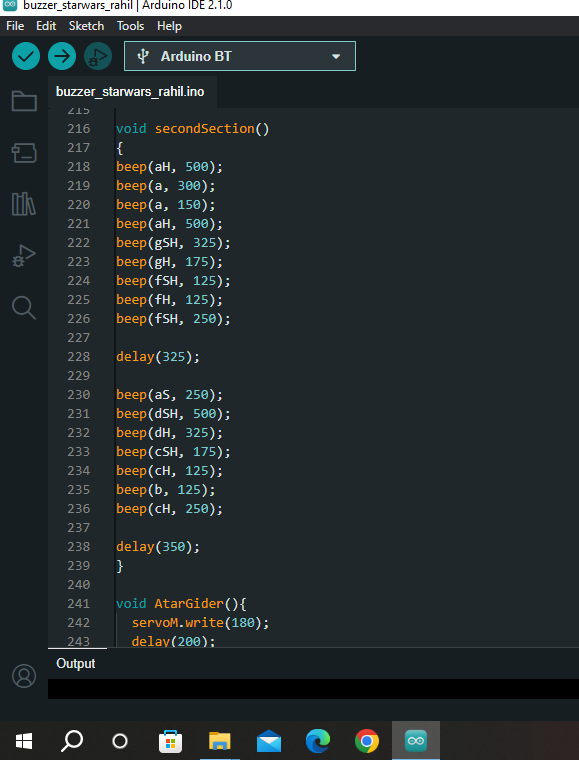 buzzer_starwars_rahil | Arduino IDE 2.1.0
File Edit Sketch Tools Help
Arduino BT
buzzer_starwars_rahil.ino
215
216 void secondSection()
217 {
218 beep(aH, 500);
219 beep(a, 300);
220 beep(a, 150);
221 beep(aH, 500);
222 beep(gSH, 325);
223 beep(gH, 175);
224 beep(fSH, 125);
225 beep(fH, 125);
226 beep(fSH, 250);
227
228 delay(325);
229
230 beep(aS, 250);
231 beep(dSH, 500);
232 beep(dH, 325);
233 beep(cSH, 175);
234 beep(cH, 125);
235 beep(b, 125);
236 beep(cH, 250);
237
238 delay(350);
239 }
240
241 void AtarGider(){
242 servoM.write(180);
243 delay(200);
Output